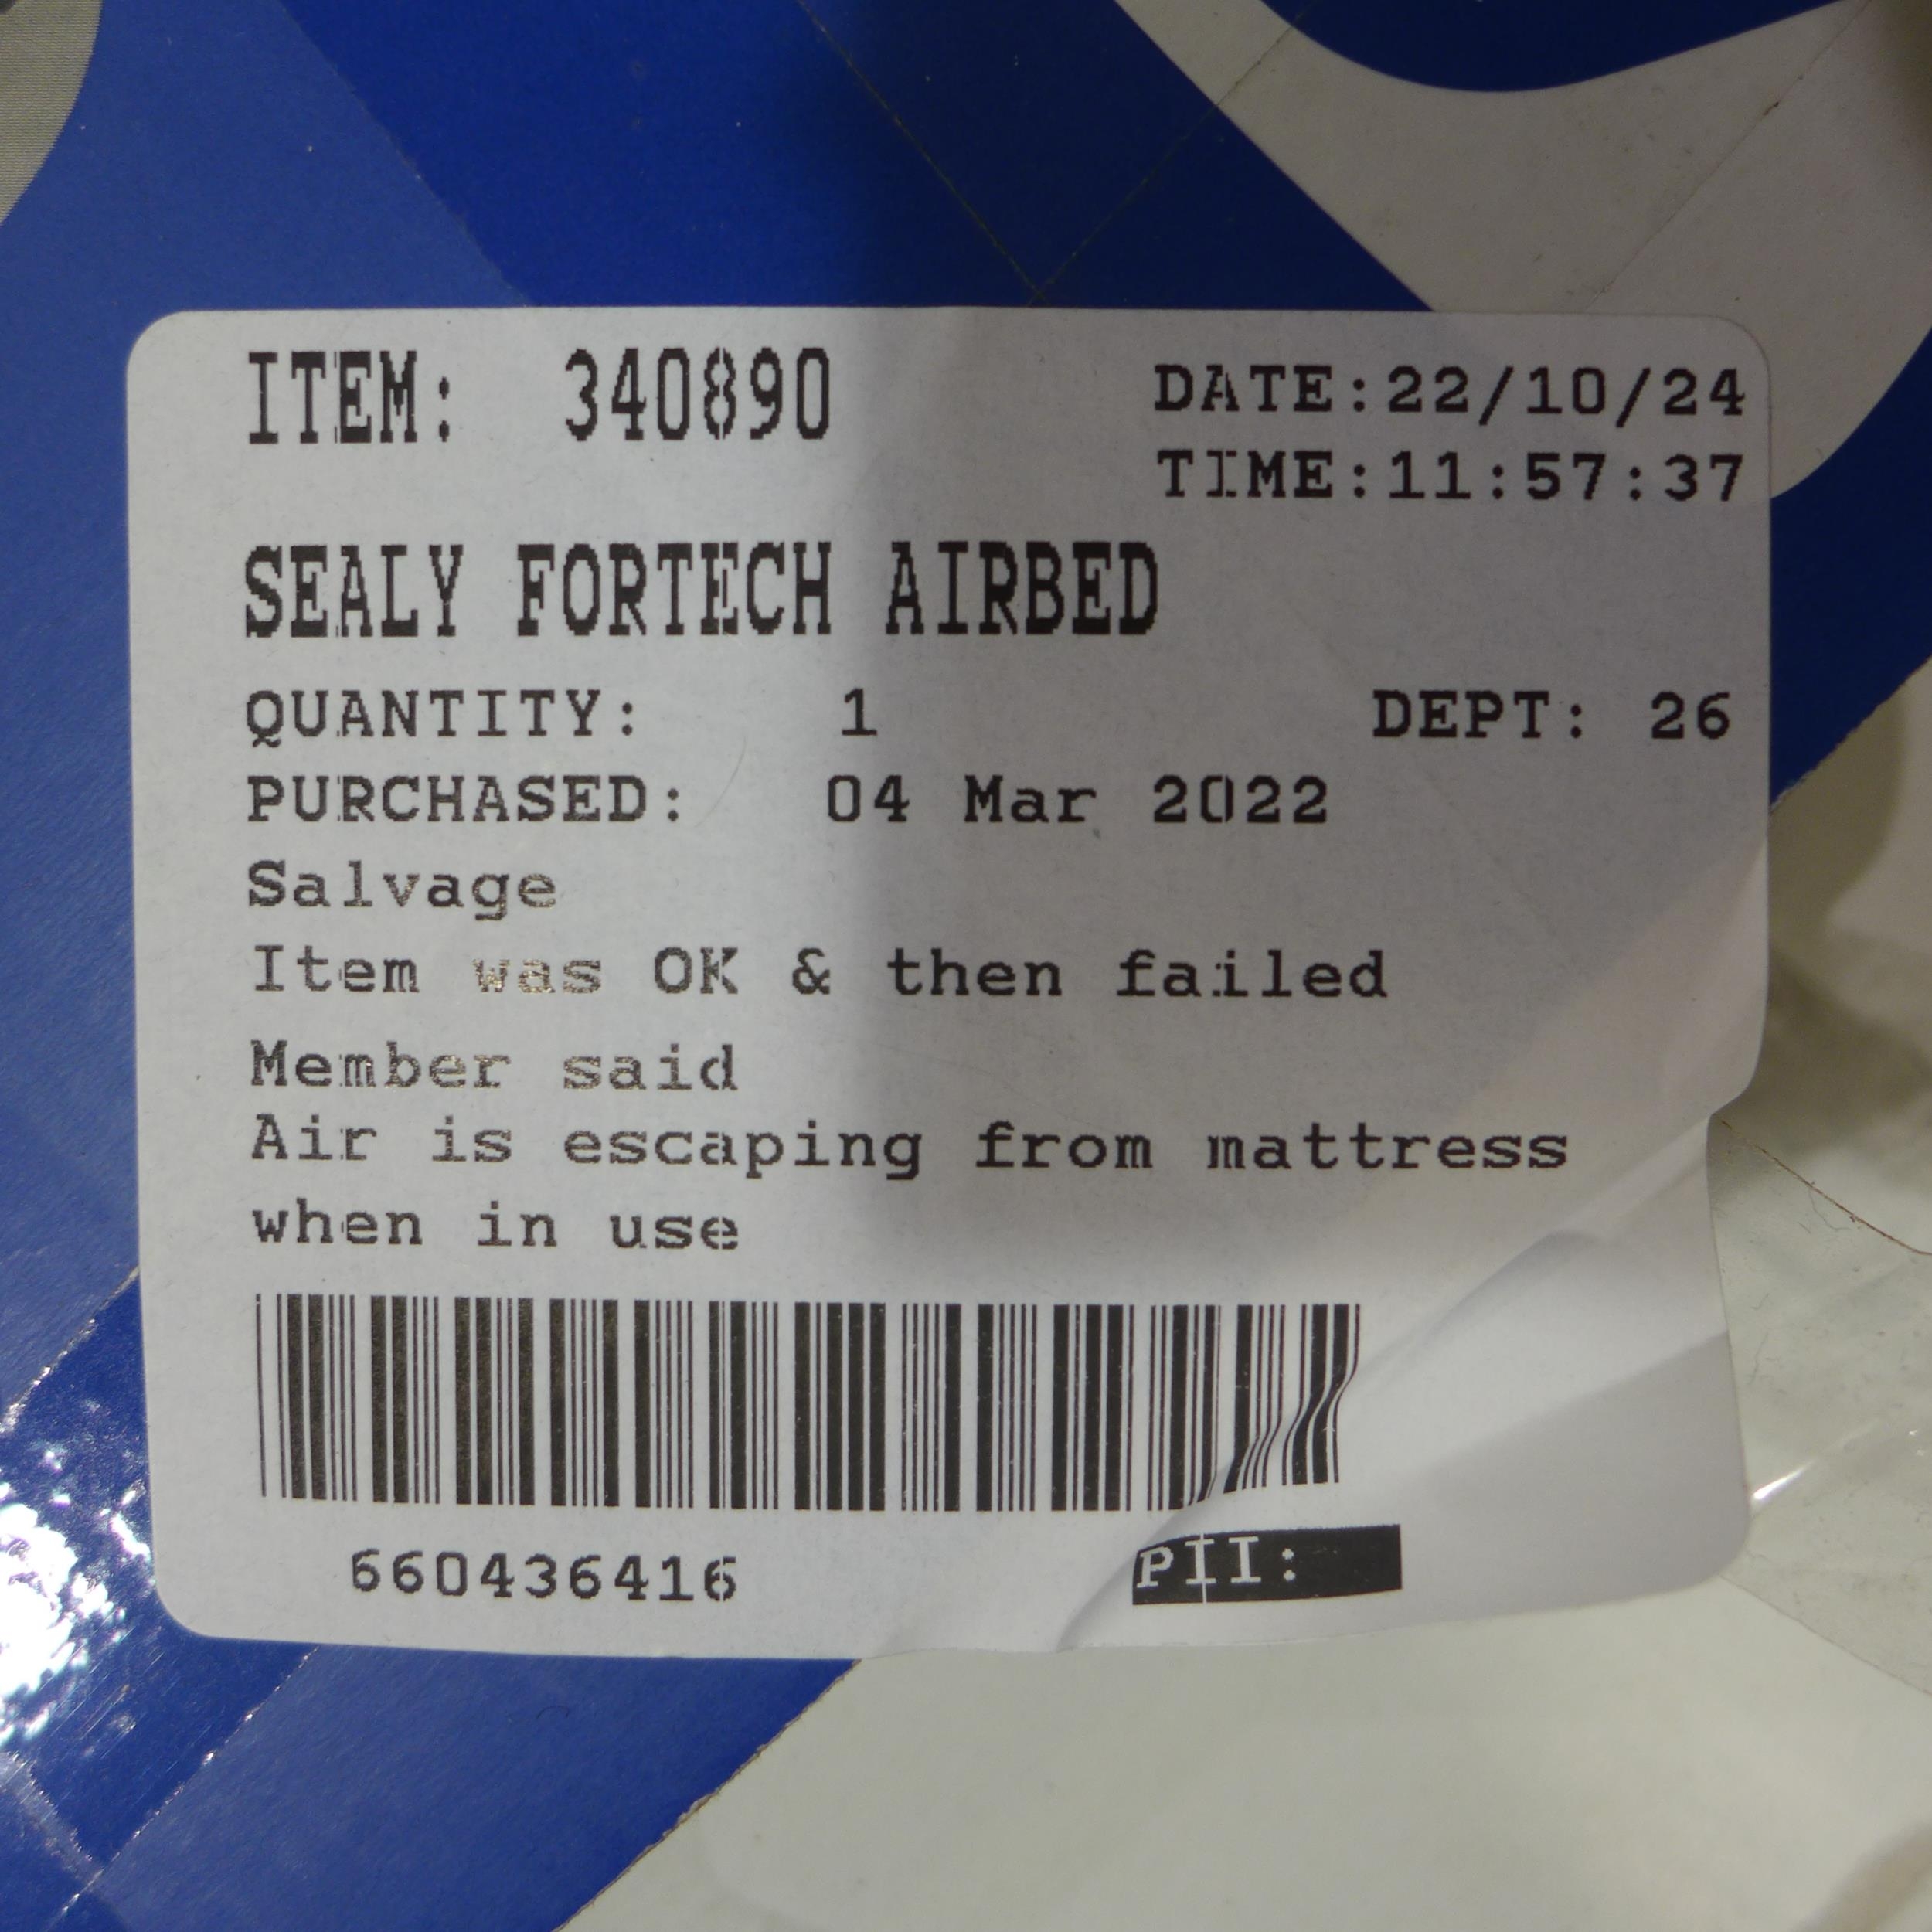 ITEM: 340890
DATE:22/10/24
TIME:11:57:37
SEALY FORTECH AIRBED
QUANTITY: 1 DEPT: 26
PURCHASED: 04 Mar 2022
Salvage
Item was OK & then failed
Member said
Air is escaping from mattress
when in use
660436416 PII: